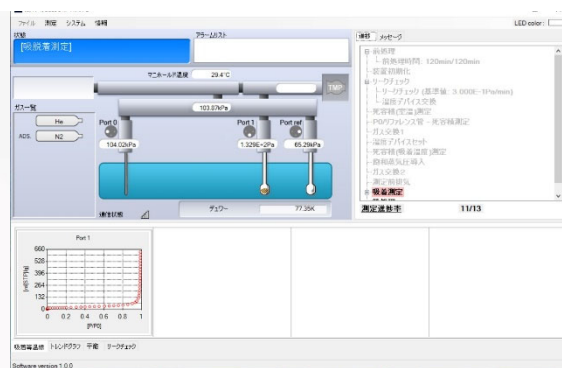 ファイル 測定 システム 情報
LED color:
状態
[吸脱着測定]
アラームリスト
マニホールド温度 29.4°C
TMP
103.87kPa
ガス一覧
He
ADS. N2
Port 0
Port 1
Port ref
104.02kPa
1.329E+2Pa
65.29kPa
通信状態
デュワー 77.35K
進捗 メッセージ
前処理
前処理時間: 120min/120min
装置初期化
リークチェック
リークチェック (基準値: 3.000E-1Pa/min)
温度デバイス交換
死容積(室温)測定
P0/リファレンス管 - 死容積測定
ガス交換1
温度デバイスセット
死容積(吸着温度)測定
飽和蒸気圧導入
ガス交換2
測定前排気
吸着測定
測定進捗率 11/13
Port 1
660
528
396
264
132
0
0 0.2 0.4 0.6 0.8 1
[P/P0]
吸着等温線 トレンドグラフ 平衡 リークチェック
Software version 1.0.0